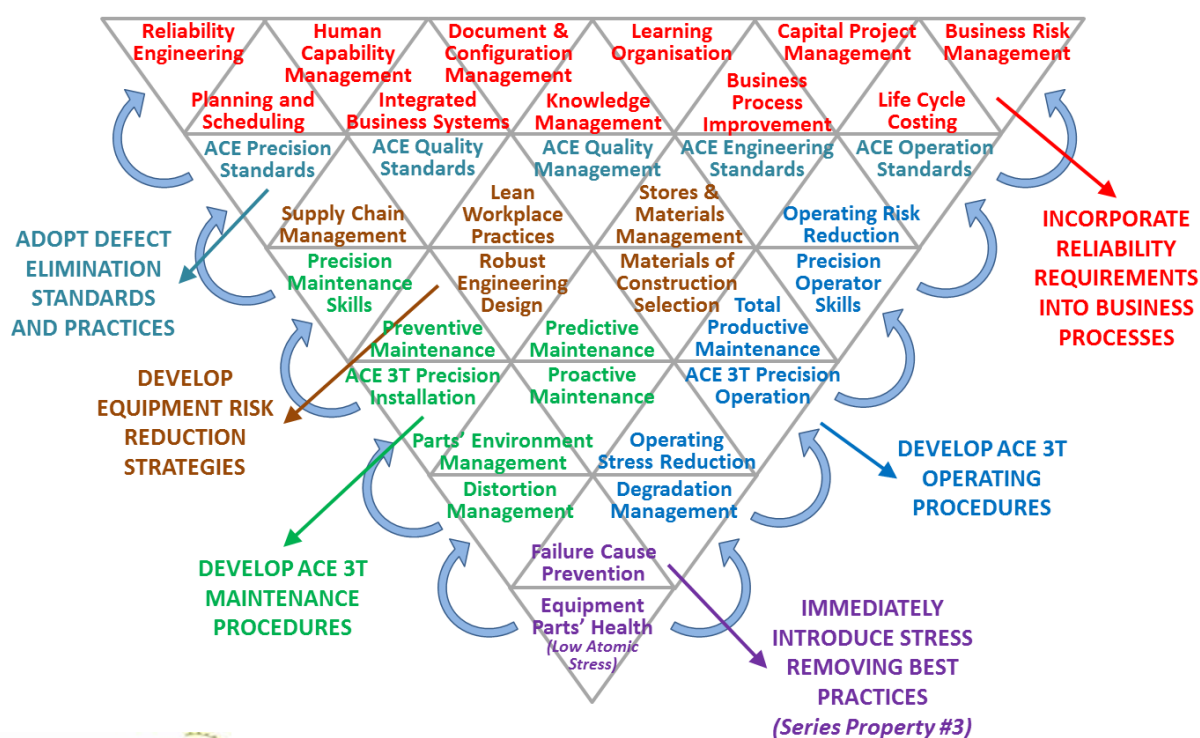 Reliability
Engineering
Human
Capability
Management
Document &
Configuration
Management
Learning
Organisation
Capital Project
Management
Business Risk
Management
Planning and
Scheduling
Integrated
Business Systems
Knowledge
Management
Business
Process
Improvement
Life Cycle
Costing
ACE Precision
Standards
ACE Quality
Standards
ACE Quality
Management
ACE Engineering
Standards
ACE Operation
Standards
Supply Chain
Management
Lean
Workplace
Practices
Stores &
Materials
Management
Operating Risk
Reduction
Precision
Maintenance
Skills
Robust
Engineering
Design
Materials of
Construction
Selection
Precision
Operator
Skills
Preventive
Maintenance
Predictive
Maintenance
Total
Productive
Maintenance
ACE 3T Precision
Installation
Proactive
Maintenance
ACE 3T Precision
Operation
Parts’ Environment
Management
Operating
Stress Reduction
Distortion
Management
Degradation
Management
Failure Cause
Prevention
Equipment
Parts’ Health
(Low Atomic
Stress)
ADOPT DEFECT
ELIMINATION
STANDARDS
AND PRACTICES
DEVELOP
EQUIPMENT RISK
REDUCTION
STRATEGIES
DEVELOP ACE 3T
MAINTENANCE
PROCEDURES
INCORPORATE
RELIABILITY
REQUIREMENTS
INTO BUSINESS
PROCESSES
DEVELOP ACE 3T
OPERATING
PROCEDURES
IMMEDIATELY
INTRODUCE STRESS
REMOVING BEST
PRACTICES
(Series Property #3)